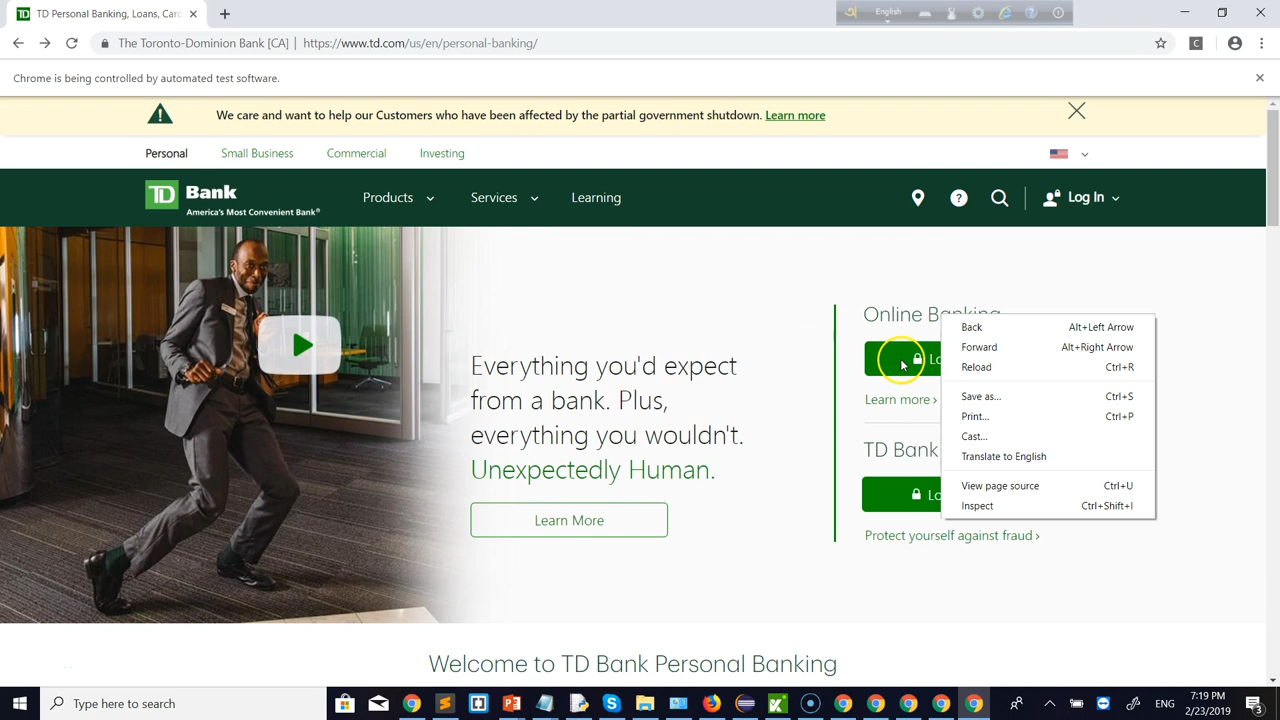 TD Personal Banking, Loans, Car
English
The Toronto-Dominion Bank [CA] | https://www.td.com/us/en/personal-banking/
C
Chrome is being controlled by automated test software.
We care and want to help our Customers who have been affected by the partial government shutdown. Learn more
Personal Small Business Commercial Investing
TD Bank
America's Most Convenient Bank®
Products Services Learning
? Log In
Online Banking
Lo
Learn more ›
TD Bank
Lo
Protect yourself against fraud ›
Back Alt+Left Arrow
Forward Alt+Right Arrow
Reload Ctrl+R
Save as... Ctrl+S
Print... Ctrl+P
Cast...
Translate to English
View page source Ctrl+U
Inspect Ctrl+Shift+I
Everything you'd expect
from a bank. Plus,
everything you wouldn't.
Unexpectedly Human.
Learn More
Welcome to TD Bank Personal Banking
Type here to search
ENG
7:19 PM
2/23/2019
3